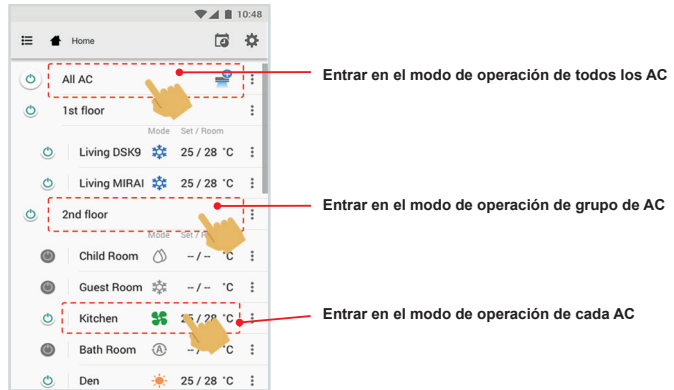 10:48
Home
All AC
Entrar en el modo de operación de todos los AC
1st floor
Mode Set / Room
Living DSK9 25 / 28 °C
Living MIRAI 25 / 28 °C
2nd floor
Entrar en el modo de operación de grupo de AC
Mode Set /
Child Room -- / -- °C
Guest Room -- / -- °C
Kitchen 25 / 28 °C
Entrar en el modo de operación de cada AC
Bath Room A -- / °C
Den 25 / 28 °C